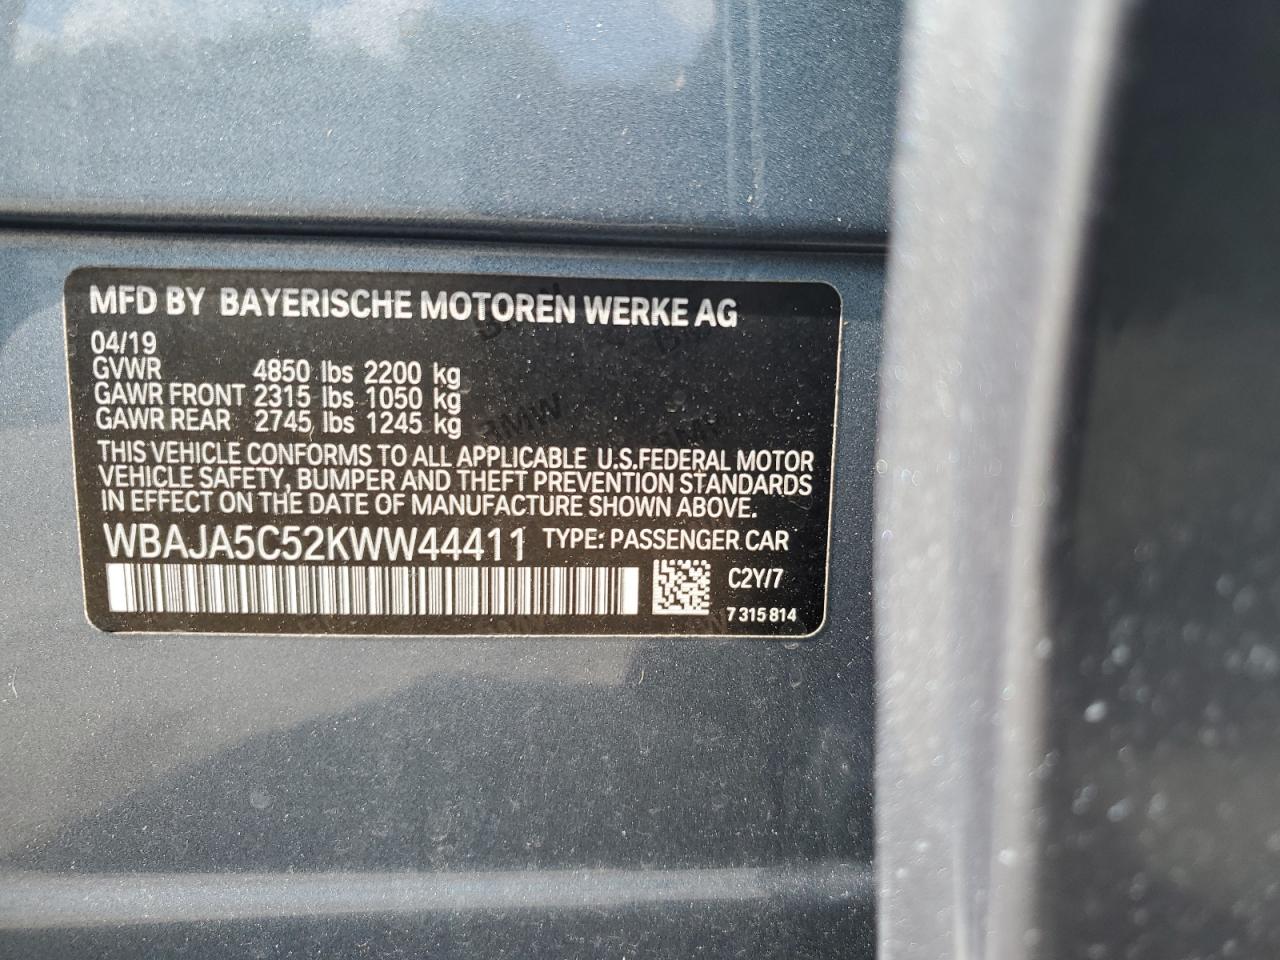 MFD BY BAYERISCHE MOTOREN WERKE AG
04/19
GVWR 4850 lbs 2200 kg
GAWR FRONT 2315 lbs 1050 kg
GAWR REAR 2745 lbs 1245 kg
THIS VEHICLE CONFORMS TO ALL APPLICABLE U.S.FEDERAL MOTOR
VEHICLE SAFETY, BUMPER AND THEFT PREVENTION STANDARDS
IN EFFECT ON THE DATE OF MANUFACTURE SHOWN ABOVE.
WBAJA5C52KWW44411 TYPE: PASSENGER CAR
C2Y/7
7 315 814